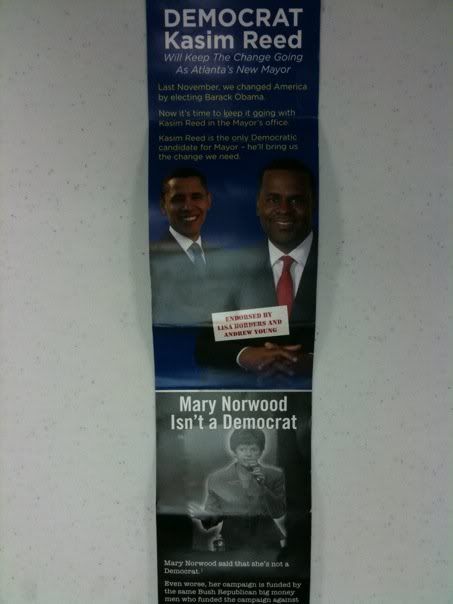 DEMOCRAT
Kasim Reed
Will Keep The Change Going
As Atlanta's New Mayor
Last November, we changed America
by electing Barack Obama.
Now it's time to keep it going with
Kasim Reed in the Mayor's office.
Kasim Reed is the only Democratic
candidate for Mayor – he'll bring us
the change we need.
ENDORSED BY
LISA BORDERS AND
ANDREW YOUNG
Mary Norwood
Isn't a Democrat
Mary Norwood said that she's not a
Democrat.¹
Even worse, her campaign is funded by
the same Bush Republican big money
men who funded the campaign against